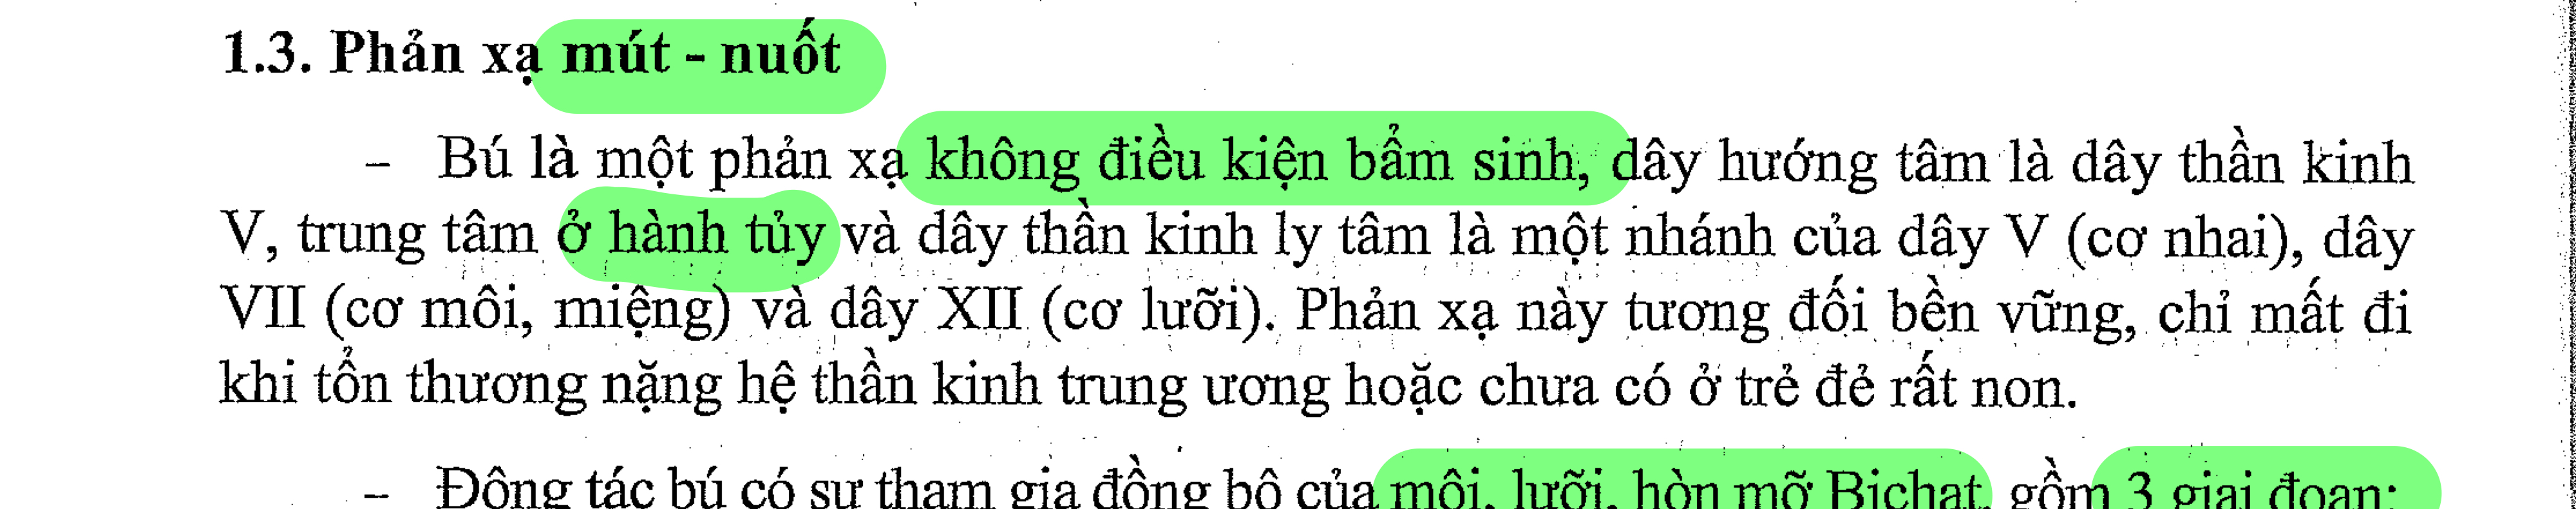 1.3. Phản xạ mút - nuốt
- Bú là một phản xạ không điều kiện bẩm sinh, dây hướng tâm là dây thần kinh
V, trung tâm ở hành tủy và dây thần kinh ly tâm là một nhánh của dây V (cơ nhai), dây
VII (cơ môi, miệng) và dây XII (cơ lưỡi). Phản xạ này tương đối bền vững, chỉ mất đi
khi tổn thương nặng hệ thần kinh trung ương hoặc chưa có ở trẻ đẻ rất non.
- Động tác bú có sự tham gia đồng bộ của môi, lưỡi, hòn mỡ Bichat, gồm 3 giai đoạn: